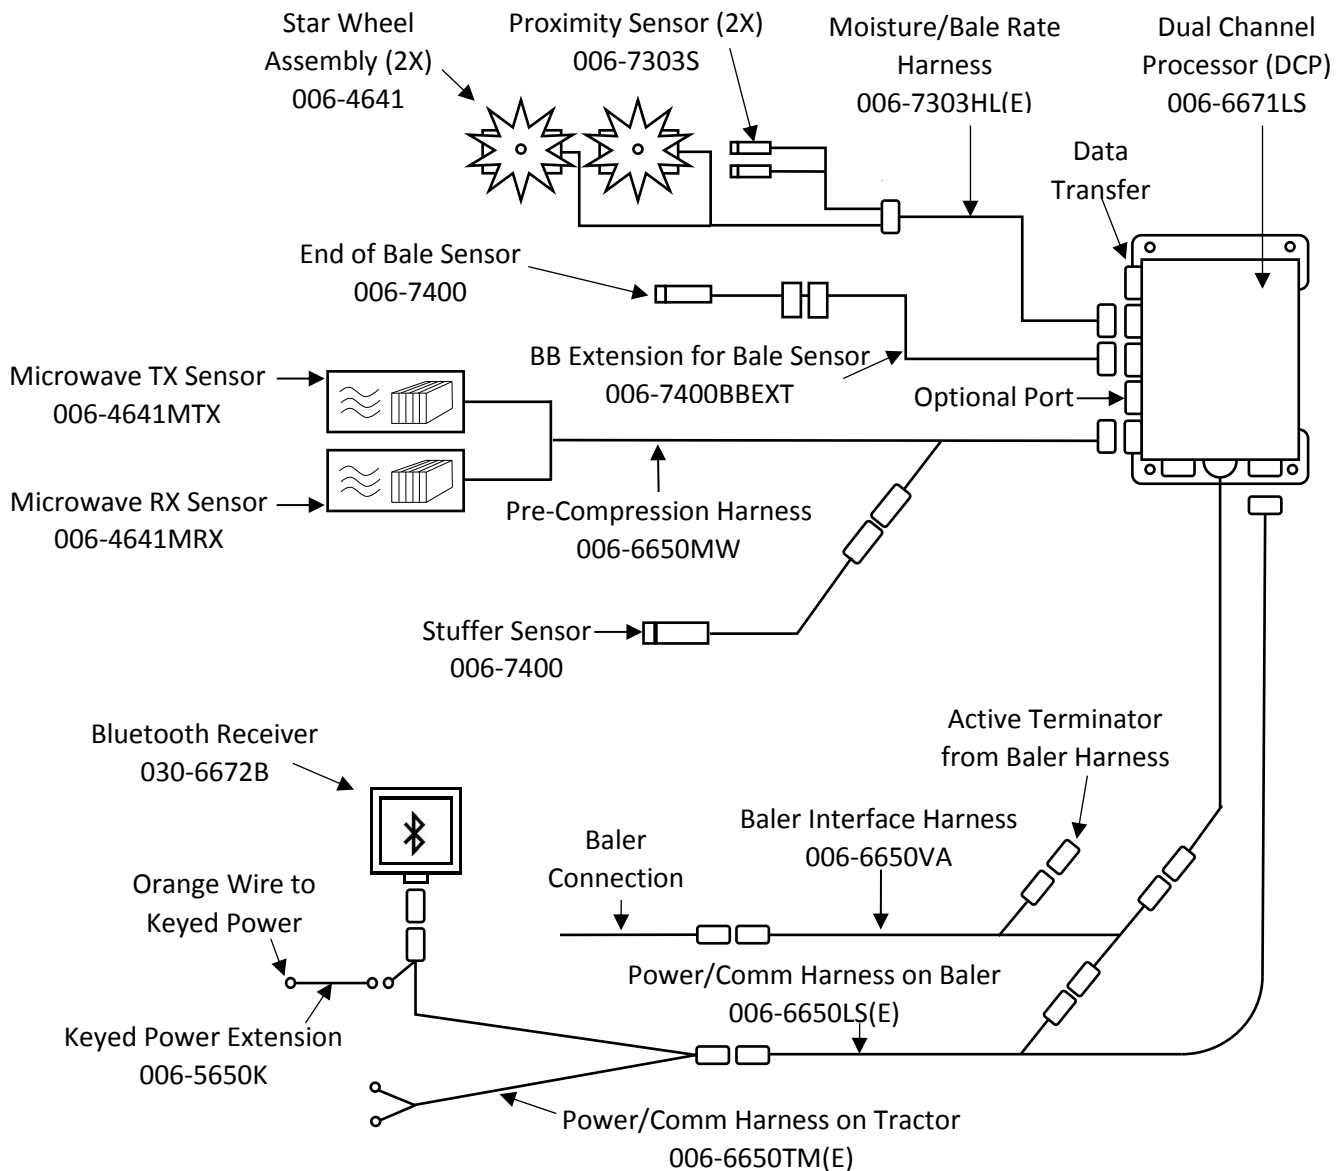 Star Wheel
Assembly (2X)
006-4641
Proximity Sensor (2X)
006-7303S
Moisture/Bale Rate
Harness
006-7303HL(E)
Dual Channel
Processor (DCP)
006-6671LS
Data
Transfer
End of Bale Sensor
006-7400
BB Extension for Bale Sensor
006-7400BBEXT
Optional Port
Microwave TX Sensor
006-4641MTX
Microwave RX Sensor
006-4641MRX
Pre-Compression Harness
006-6650MW
Stuffer Sensor
006-7400
Bluetooth Receiver
030-6672B
Active Terminator
from Baler Harness
Baler Interface Harness
006-6650VA
Baler
Connection
Orange Wire to
Keyed Power
Power/Comm Harness on Baler
006-6650LS(E)
Keyed Power Extension
006-5650K
Power/Comm Harness on Tractor
006-6650TM(E)